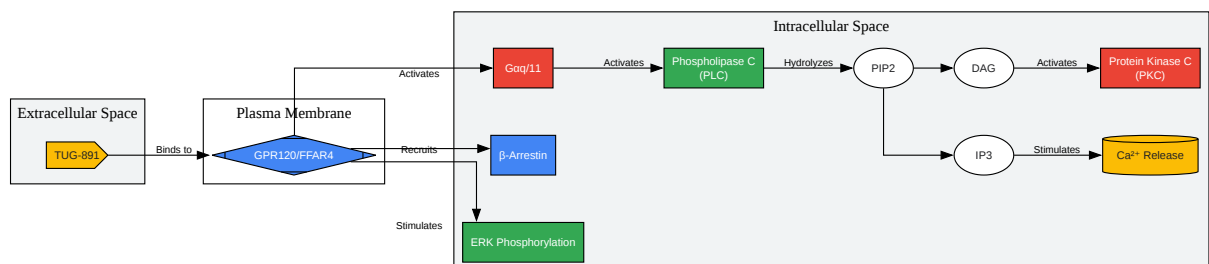 Intracellular Space
Extracellular Space
TUG-891
Binds to
Plasma Membrane
GPR120/FFAR4
Activates
Gαq/11
Activates
Phospholipase C
(PLC)
Hydrolyzes
PIP2
DAG
Activates
Protein Kinase C
(PKC)
Recruits
β-Arrestin
IP3
Stimulates
Ca²⁺ Release
Stimulates
ERK Phosphorylation